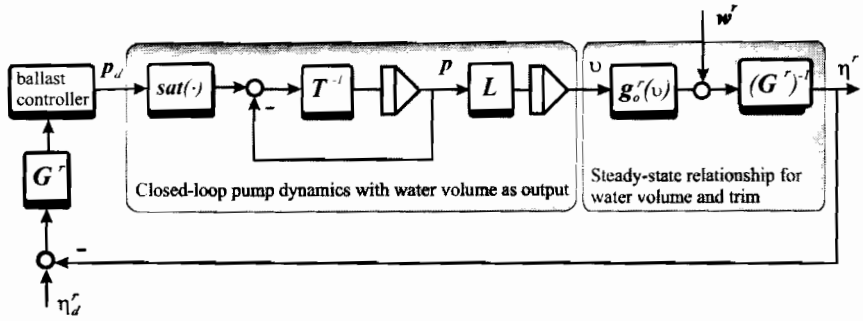 w^r
p_d
p
υ
η^r
ballast
controller
sat(·)
-
T^{-1}
L
g_o^r(υ)
(G^r)^{-1}
G^r
Closed-loop pump dynamics with water volume as output
Steady-state relationship for
water volume and trim
-
η_d^r